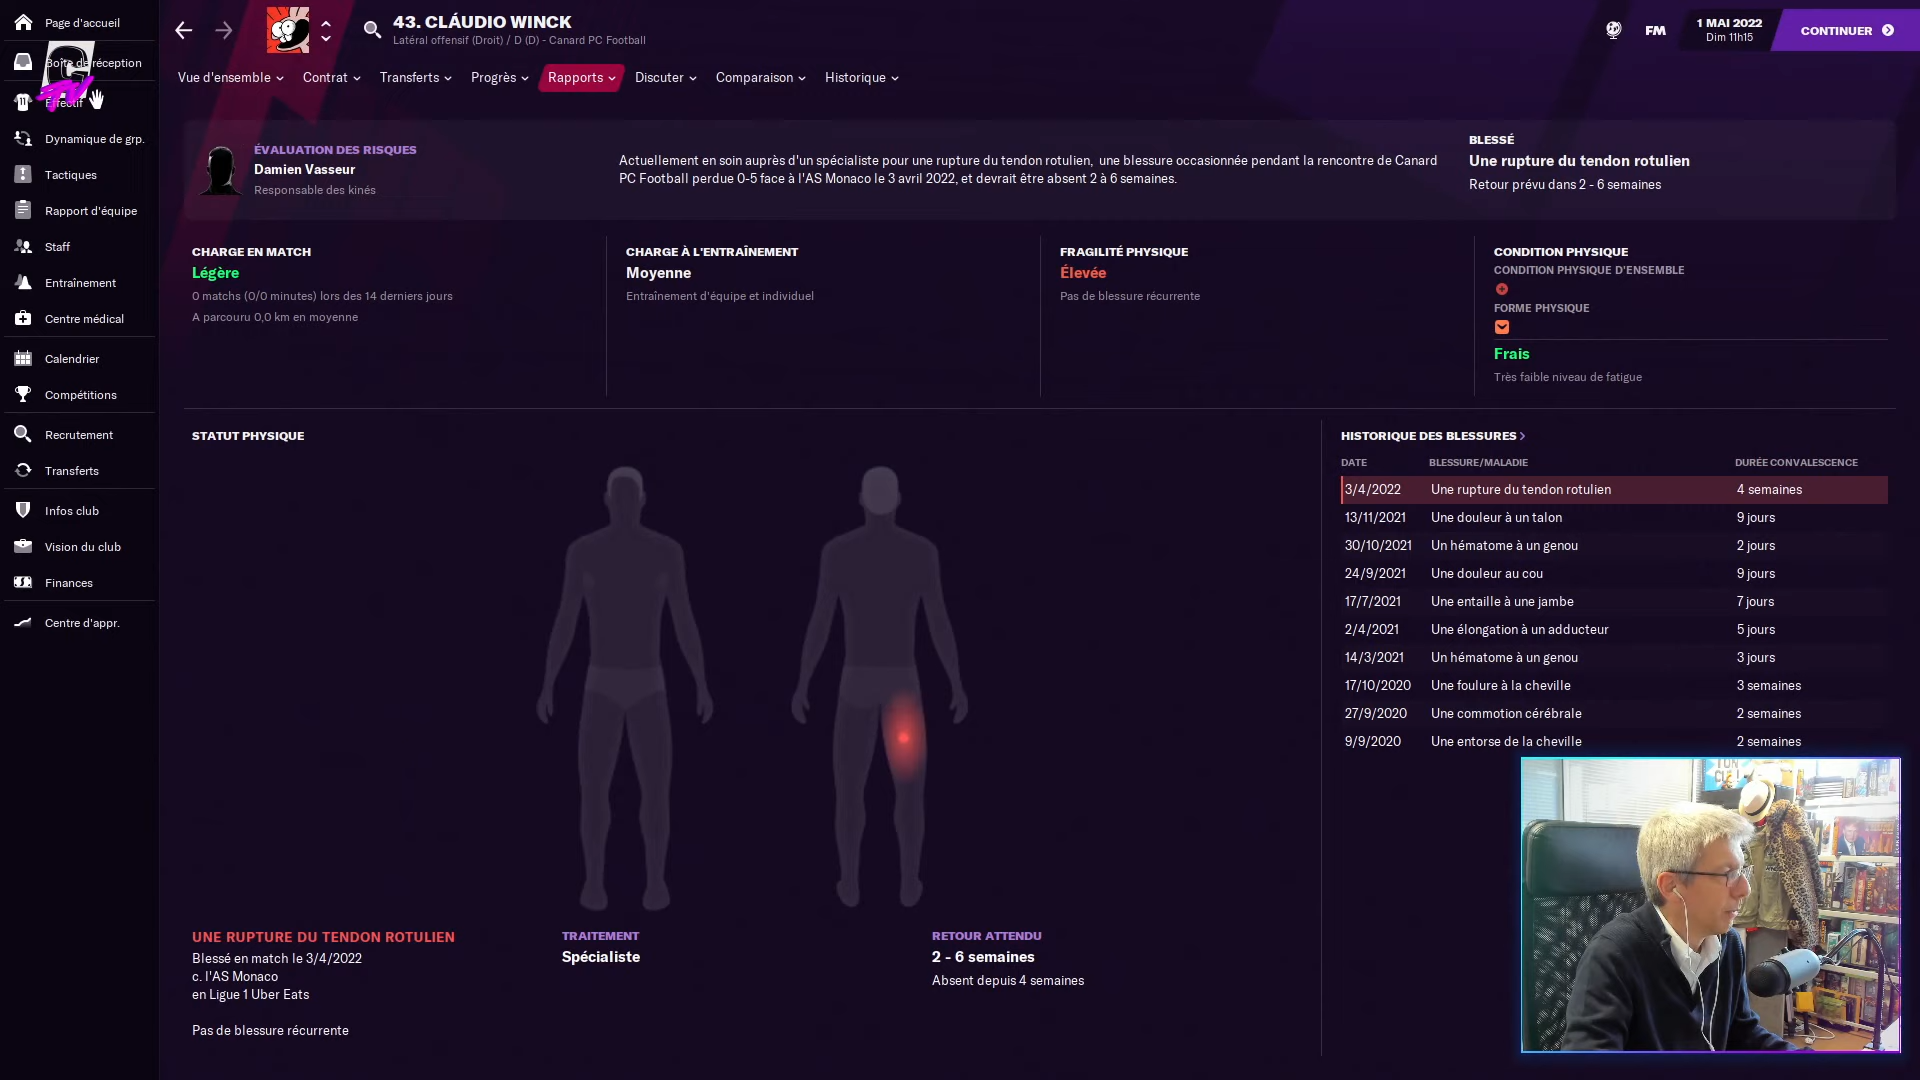 Page d'accueil
Boîte de réception
Effectif
Dynamique de grp.
Tactiques
Rapport d'équipe
Staff
Entraînement
Centre médical
Calendrier
Compétitions
Recrutement
Transferts
Infos club
Vision du club
Finances
Centre d'appr.
G
TV
43. CLÁUDIO WINCK
Latéral offensif (Droit) / D (D) - Canard PC Football
FM
1 MAI 2022
Dim 11h15
CONTINUER
Vue d'ensemble
Contrat
Transferts
Progrès
Rapports
Discuter
Comparaison
Historique
ÉVALUATION DES RISQUES
Damien Vasseur
Responsable des kinés
Actuellement en soin auprès d'un spécialiste pour une rupture du tendon rotulien, une blessure occasionnée pendant la rencontre de Canard
PC Football perdue 0-5 face à l'AS Monaco le 3 avril 2022, et devrait être absent 2 à 6 semaines.
BLESSÉ
Une rupture du tendon rotulien
Retour prévu dans 2 - 6 semaines
CHARGE EN MATCH
Légère
0 matchs (0/0 minutes) lors des 14 derniers jours
A parcouru 0,0 km en moyenne
CHARGE À L'ENTRAÎNEMENT
Moyenne
Entraînement d'équipe et individuel
FRAGILITÉ PHYSIQUE
Élevée
Pas de blessure récurrente
CONDITION PHYSIQUE
CONDITION PHYSIQUE D'ENSEMBLE
FORME PHYSIQUE
Frais
Très faible niveau de fatigue
STATUT PHYSIQUE
HISTORIQUE DES BLESSURES
DATE BLESSURE/MALADIE DURÉE CONVALESCENCE
3/4/2022 Une rupture du tendon rotulien 4 semaines
13/11/2021 Une douleur à un talon 9 jours
30/10/2021 Un hématome à un genou 2 jours
24/9/2021 Une douleur au cou 9 jours
17/7/2021 Une entaille à une jambe 7 jours
2/4/2021 Une élongation à un adducteur 5 jours
14/3/2021 Un hématome à un genou 3 jours
17/10/2020 Une foulure à la cheville 3 semaines
27/9/2020 Une commotion cérébrale 2 semaines
9/9/2020 Une entorse de la cheville 2 semaines
UNE RUPTURE DU TENDON ROTULIEN
Blessé en match le 3/4/2022
c. l'AS Monaco
en Ligue 1 Uber Eats
Pas de blessure récurrente
TRAITEMENT
Spécialiste
RETOUR ATTENDU
2 - 6 semaines
Absent depuis 4 semaines